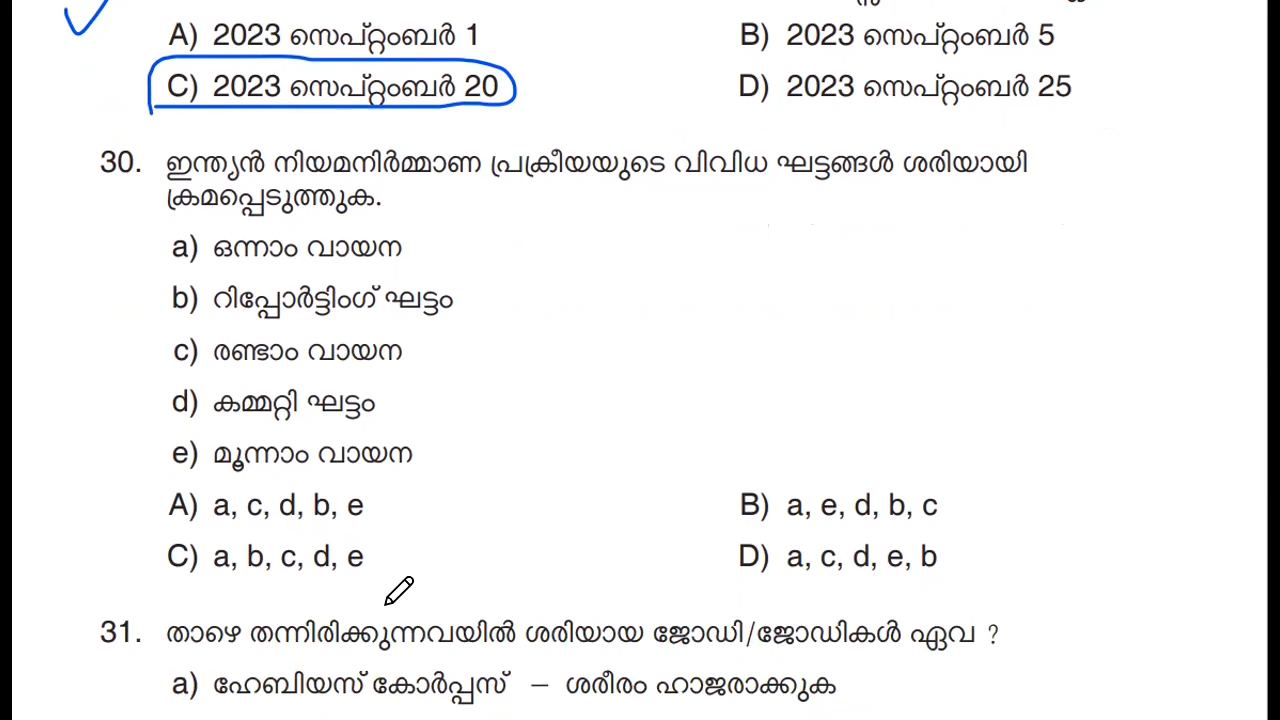 A) 2023 സെപ്റ്റംബർ 1 B) 2023 സെപ്റ്റംബർ 5
C) 2023 സെപ്റ്റംബർ 20 D) 2023 സെപ്റ്റംബർ 25
30. ഇന്ത്യൻ നിയമനിർമ്മാണ പ്രക്രീയയുടെ വിവിധ ഘട്ടങ്ങൾ ശരിയായി
ക്രമപ്പെടുത്തുക.
a) ഒന്നാം വായന
b) റിപ്പോർട്ടിംഗ് ഘട്ടം
c) രണ്ടാം വായന
d) കമ്മറ്റി ഘട്ടം
e) മൂന്നാം വായന
A) a, c, d, b, e B) a, e, d, b, c
C) a, b, c, d, e D) a, c, d, e, b
31. താഴെ തന്നിരിക്കുന്നവയിൽ ശരിയായ ജോഡി/ജോഡികൾ ഏവ ?
a) ഹേബിയസ് കോർപ്പസ് – ശരീരം ഹാജരാക്കുക